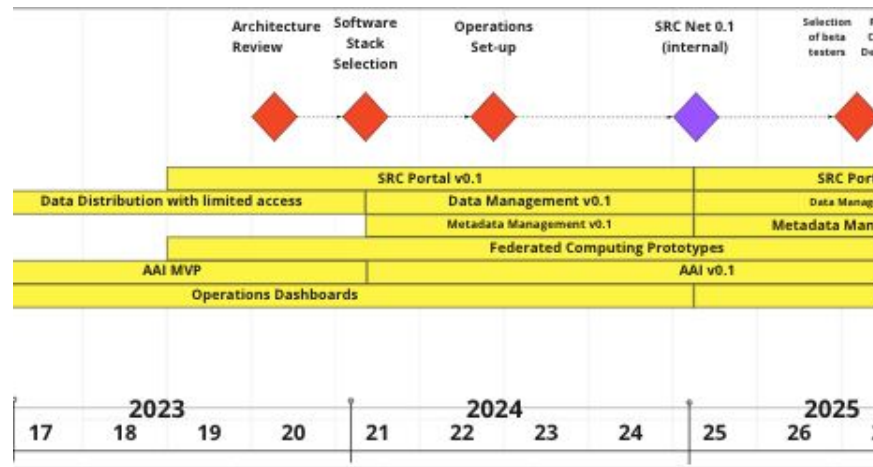 Architecture
Review
Software
Stack
Selection
Operations
Set-up
SRC Net 0.1
(internal)
Selection
of beta
testers
SRC Portal v0.1
SRC
Data Distribution with limited access
Data Management v0.1
Data
Metadata Management v0.1
Metadata
Federated Computing Prototypes
AAI MVP
AAI v0.1
Operations Dashboards
2023
2024
2025
17 18 19 20 21 22 23 24 25 26